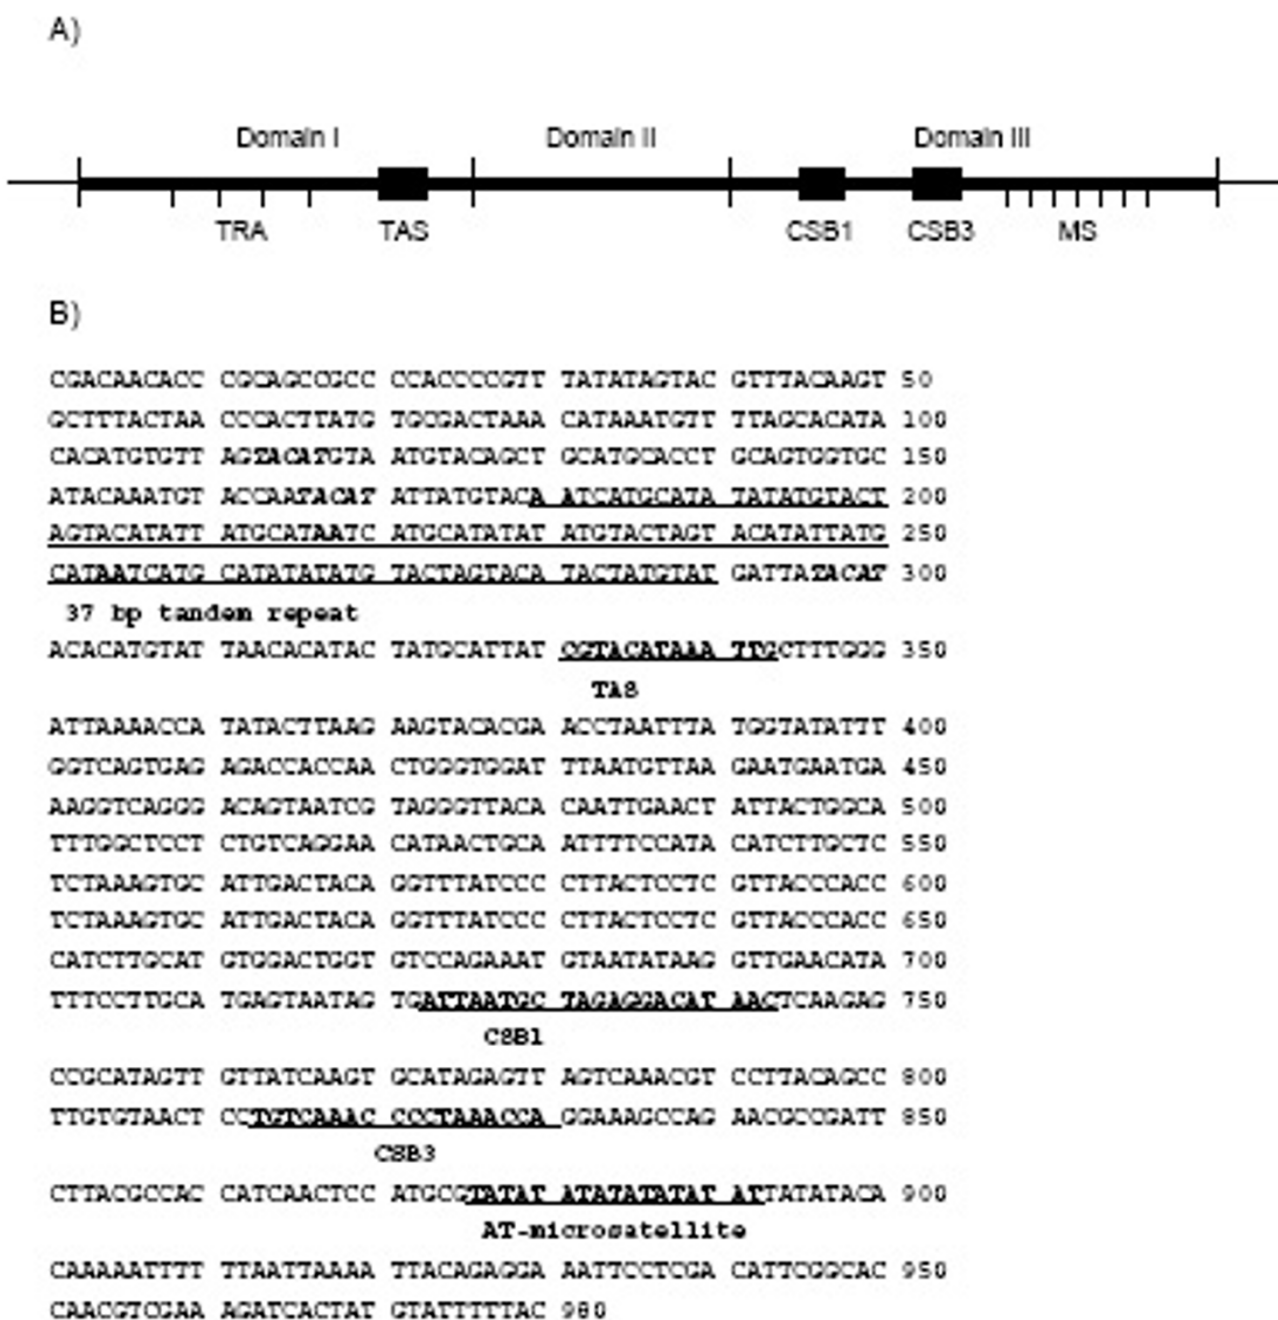 A)
Domain I Domain II Domain III
TRA TAS CSB1 CSB3 MS
B)
CGACAACACC CGCAGCCGCC CCACCCCGTT TATATAGTAC GTTTACAAGT 50
GCTTTACTAA CCCACTTATG TGCGACTAAA CATAAATGTT TTAGCACATA 100
CACATGTGTT AGTACATGTA ATGTACAGCT GCATGCACCT GCAGTGGTGC 150
ATACAAATGT ACCAATACAT ATTATGTACA ATCATGCATA TATATGTACT 200
AGTACATATT ATGCATAATC ATGCATATAT ATGTACTAGT ACATATTATG 250
CATAATCATG CATATATATG TACTAGTACA TACTATGTAT GATTATACAT 300
37 bp tandem repeat
ACACATGTAT TAACACATAC TATGCATTAT CGTACATAAA TTGCTTTGGG 350
TAS
ATTAAAACCA TATACTTAAG AAGTACACGA ACCTAATTTA TGGTATATTT 400
GGTCAGTGAG AGACCACCAA CTGGGTGGAT TTAATGTTAA GAATGAATGA 450
AAGGTCAGGG ACAGTAATCG TAGGGTTACA CAATTGAACT ATTACTGGCA 500
TTTGGCTCCT CTGTCAGGAA CATAACTGCA ATTTTCCATA CATCTTGCTC 550
TCTAAAGTGC ATTGACTACA GGTTTATCCC CTTACTCCTC GTTACCCACC 600
TCTAAAGTGC ATTGACTACA GGTTTATCCC CTTACTCCTC GTTACCCACC 650
CATCTTGCAT GTGGACTGGT GTCCAGAAAT GTAATATAAG GTTGAACATA 700
TTTCCTTGCA TGAGTAATAG TGATTAATGC TAGAGGACAT AACTCAAGAG 750
CSB1
CCGCATAGTT GTTATCAAGT GCATAGAGTT AGTCAAACGT CCTTACAGCC 800
TTGTGTAACT CCTGTCAAAC CCCTAAACCA GGAAAGCCAG AACGCCGATT 850
CSB3
CTTACGCCAC CATCAACTCC ATGCGTATAT ATATATATAT ATTATATACA 900
AT-microsatellite
CAAAAATTTT TTAATTAAAA TTACAGAGGA AATTCCTCGA CATTCGGCAC 950
CAACGTCGAA AGATCACTAT GTATTTTTAC 980